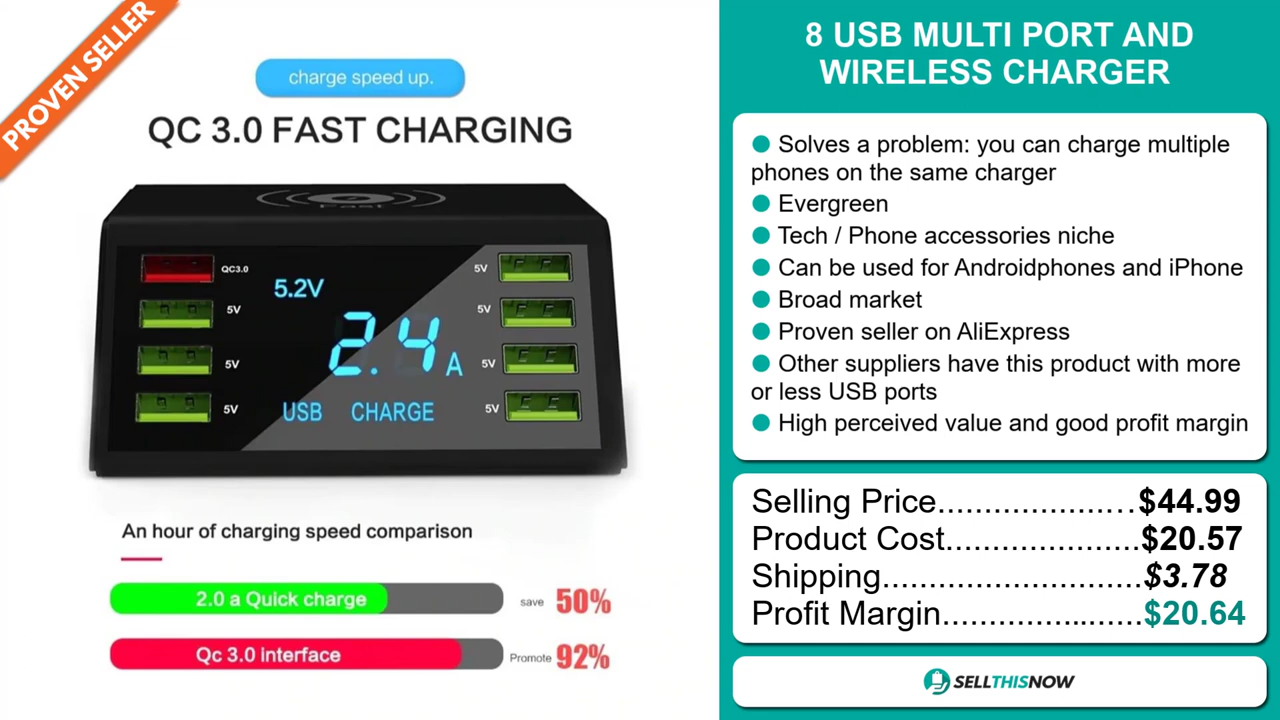 PROVEN SELLER
charge speed up.
QC 3.0 FAST CHARGING
Fast
QC3.0
5V
5V
5V
5V
5V
5V
5V
5.2V
2.4 A
USB CHARGE
An hour of charging speed comparison
2.0 a Quick charge
save 50%
Qc 3.0 interface
Promote 92%
8 USB MULTI PORT AND
WIRELESS CHARGER
● Solves a problem: you can charge multiple
phones on the same charger
● Evergreen
● Tech / Phone accessories niche
● Can be used for Androidphones and iPhone
● Broad market
● Proven seller on AliExpress
● Other suppliers have this product with more
or less USB ports
● High perceived value and good profit margin
Selling Price.....................$44.99
Product Cost.....................$20.57
Shipping............................$3.78
Profit Margin......................$20.64
SELLTHISNOW